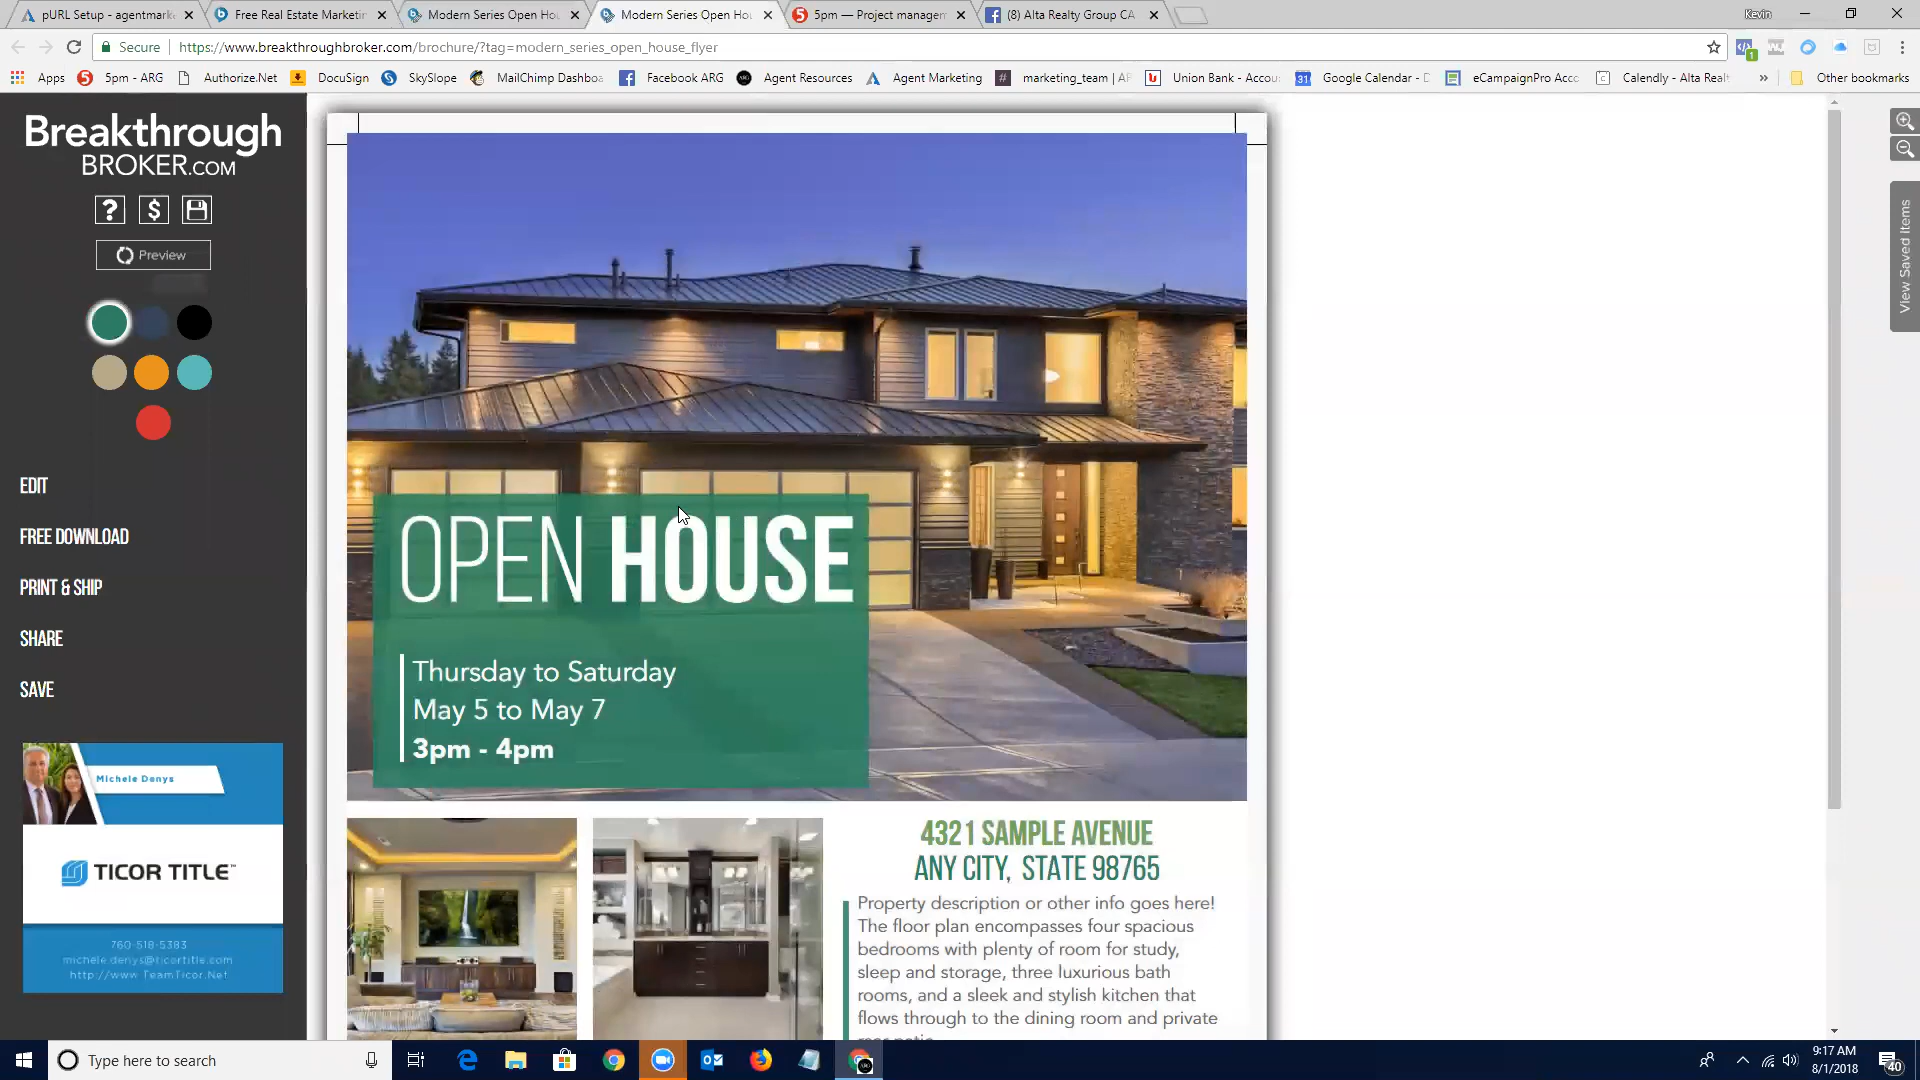 pURL Setup - agentmarke
Free Real Estate Marketin
Modern Series Open Hou
Modern Series Open Hou
5pm — Project managem
(8) Alta Realty Group CA
Kevin
Secure
https://www.breakthroughbroker.com/brochure/?tag=modern_series_open_house_flyer
Apps
5pm - ARG
Authorize.Net
DocuSign
SkySlope
MailChimp Dashboa
Facebook ARG
Agent Resources
Agent Marketing
marketing_team | AR
Union Bank - Accou
Google Calendar - D
eCampaignPro Acco
Calendly - Alta Realt
Other bookmarks
Breakthrough
BROKER.COM
Preview
EDIT
FREE DOWNLOAD
PRINT & SHIP
SHARE
SAVE
Michele Denys
TICOR TITLE™
760-518-5383
michele.denys@ticortitle.com
http://www.TeamTicor.Net
OPEN HOUSE
Thursday to Saturday
May 5 to May 7
3pm - 4pm
4321 SAMPLE AVENUE
ANY CITY, STATE 98765
Property description or other info goes here!
The floor plan encompasses four spacious
bedrooms with plenty of room for study,
sleep and storage, three luxurious bath
rooms, and a sleek and stylish kitchen that
flows through to the dining room and private
rear patio
View Saved Items
Type here to search
9:17 AM
8/1/2018
40